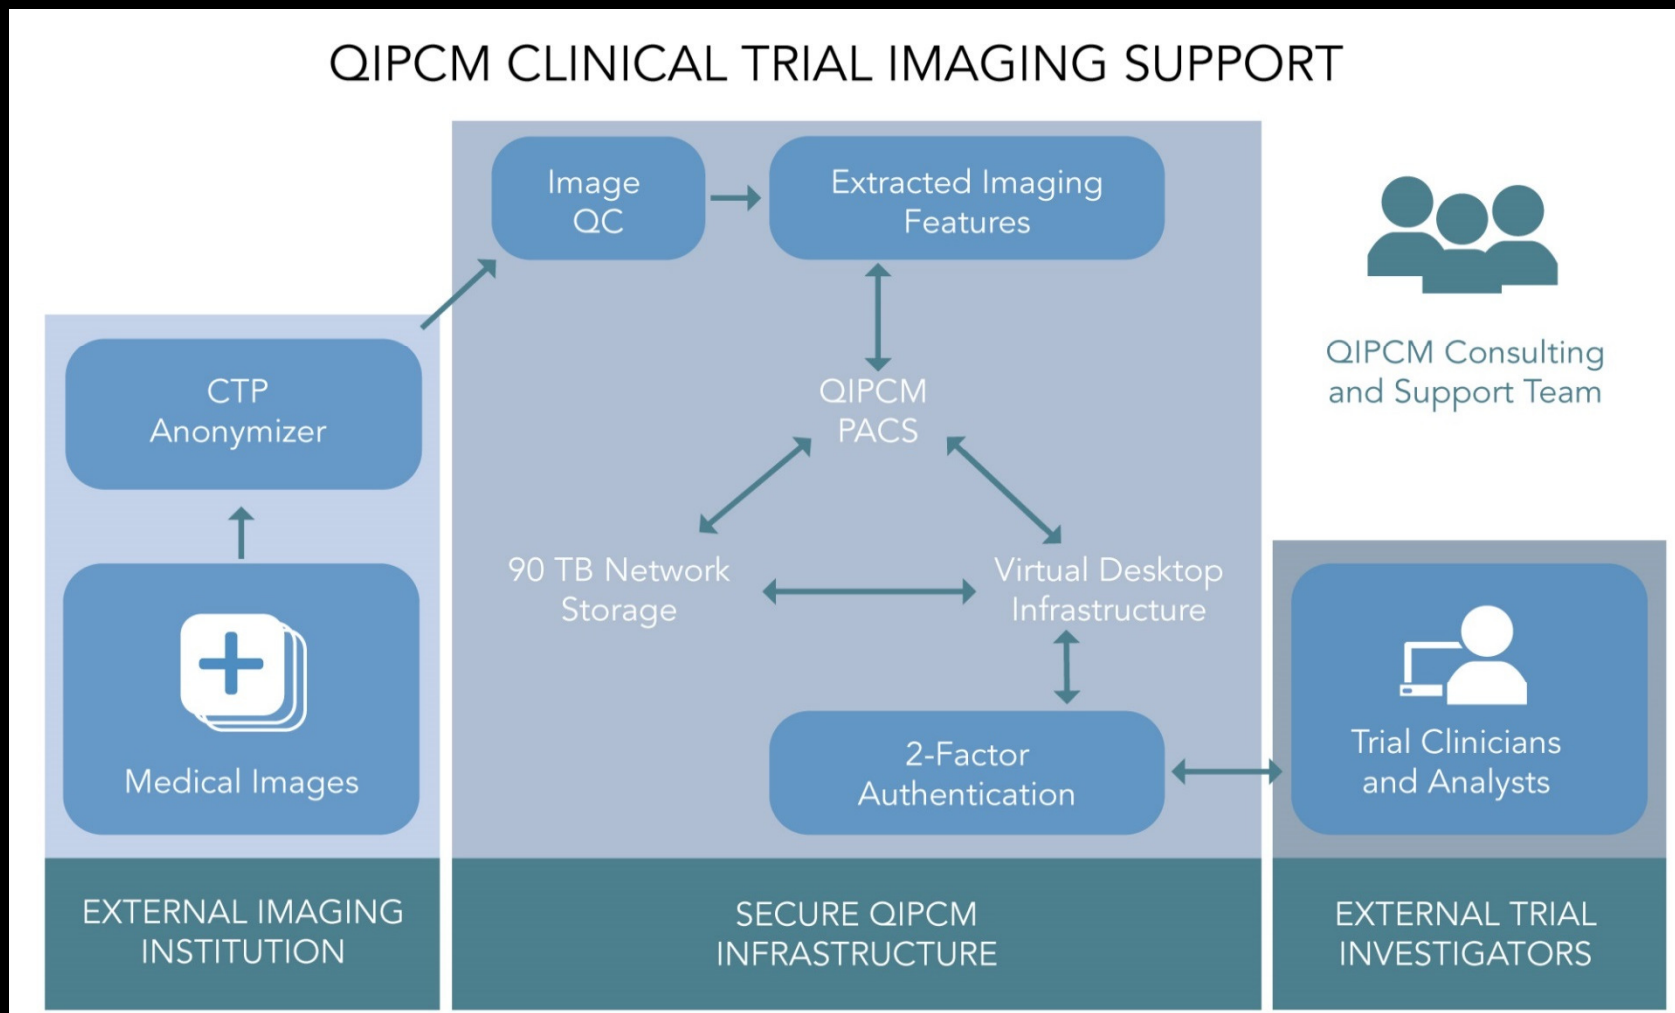 QIPCM CLINICAL TRIAL IMAGING SUPPORT
Image
QC
Extracted Imaging
Features
QIPCM Consulting
and Support Team
CTP
Anonymizer
QIPCM
PACS
90 TB Network
Storage
Virtual Desktop
Infrastructure
Medical Images
2-Factor
Authentication
Trial Clinicians
and Analysts
EXTERNAL IMAGING
INSTITUTION
SECURE QIPCM
INFRASTRUCTURE
EXTERNAL TRIAL
INVESTIGATORS